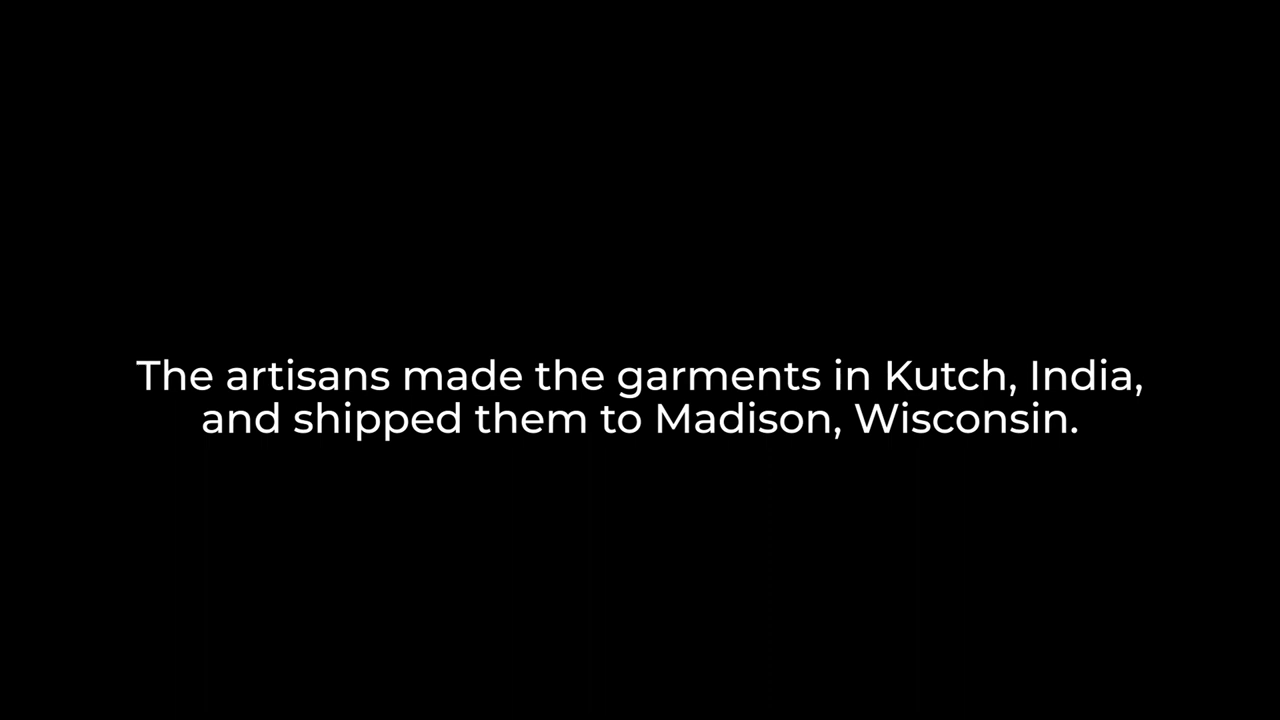 The artisans made the garments in Kutch, India,
and shipped them to Madison, Wisconsin.